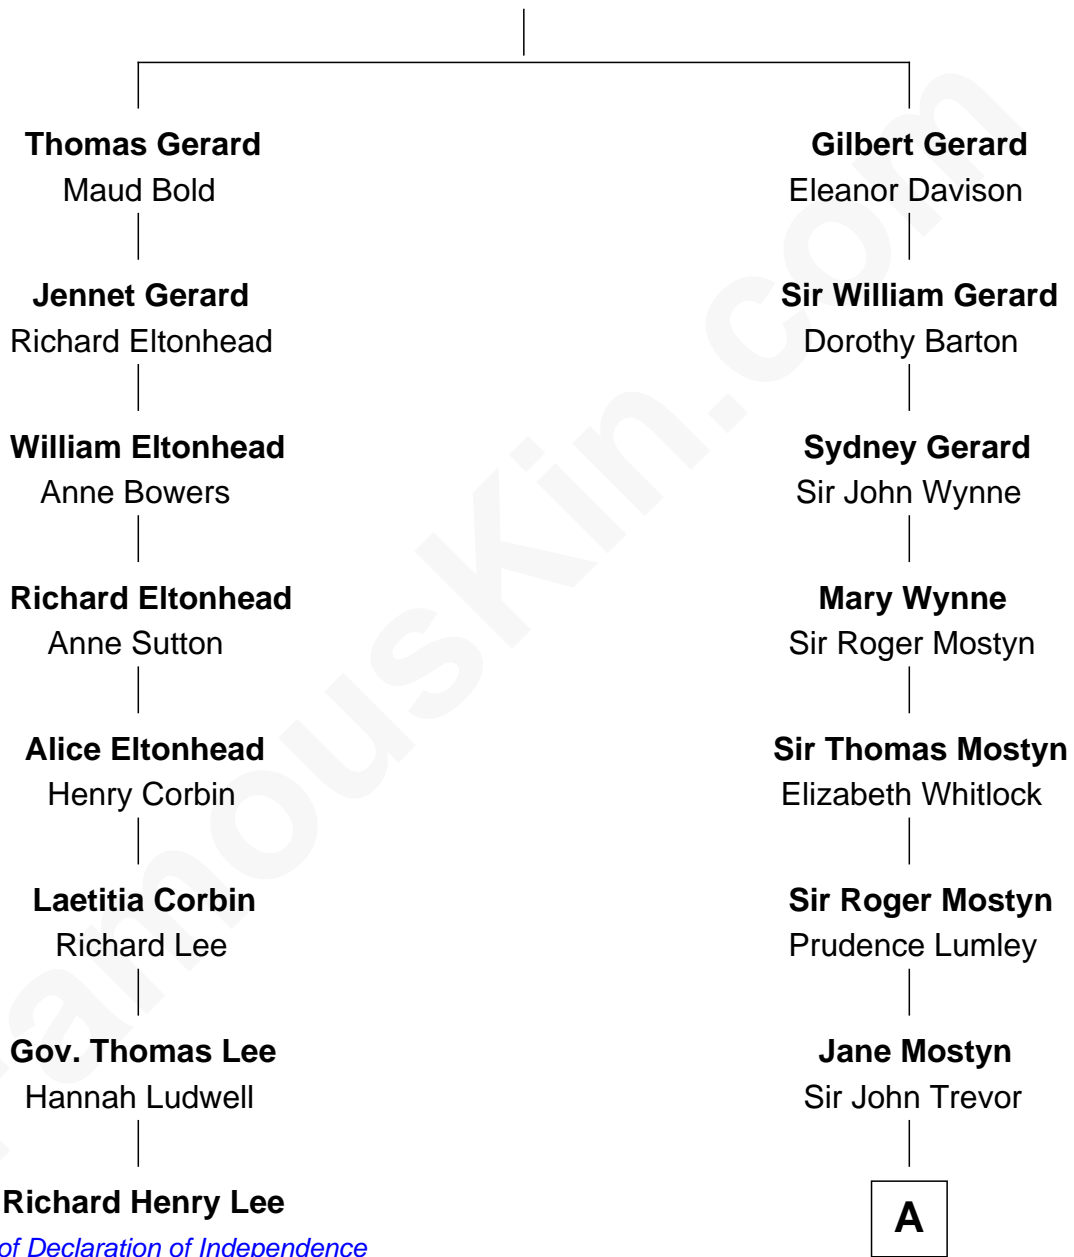 Thomas Gerard
Maud Bold
Jennet Gerard
Richard Eltonhead
William Eltonhead
Anne Bowers
Richard Eltonhead
Anne Sutton
Alice Eltonhead
Henry Corbin
Laetitia Corbin
Richard Lee
Gov. Thomas Lee
Hannah Ludwell
Richard Henry Lee
of Declaration of Independence
Gilbert Gerard
Eleanor Davison
Sir William Gerard
Dorothy Barton
Sydney Gerard
Sir John Wynne
Mary Wynne
Sir Roger Mostyn
Sir Thomas Mostyn
Elizabeth Whitlock
Sir Roger Mostyn
Prudence Lumley
Jane Mostyn
Sir John Trevor
A
FamousKin.com